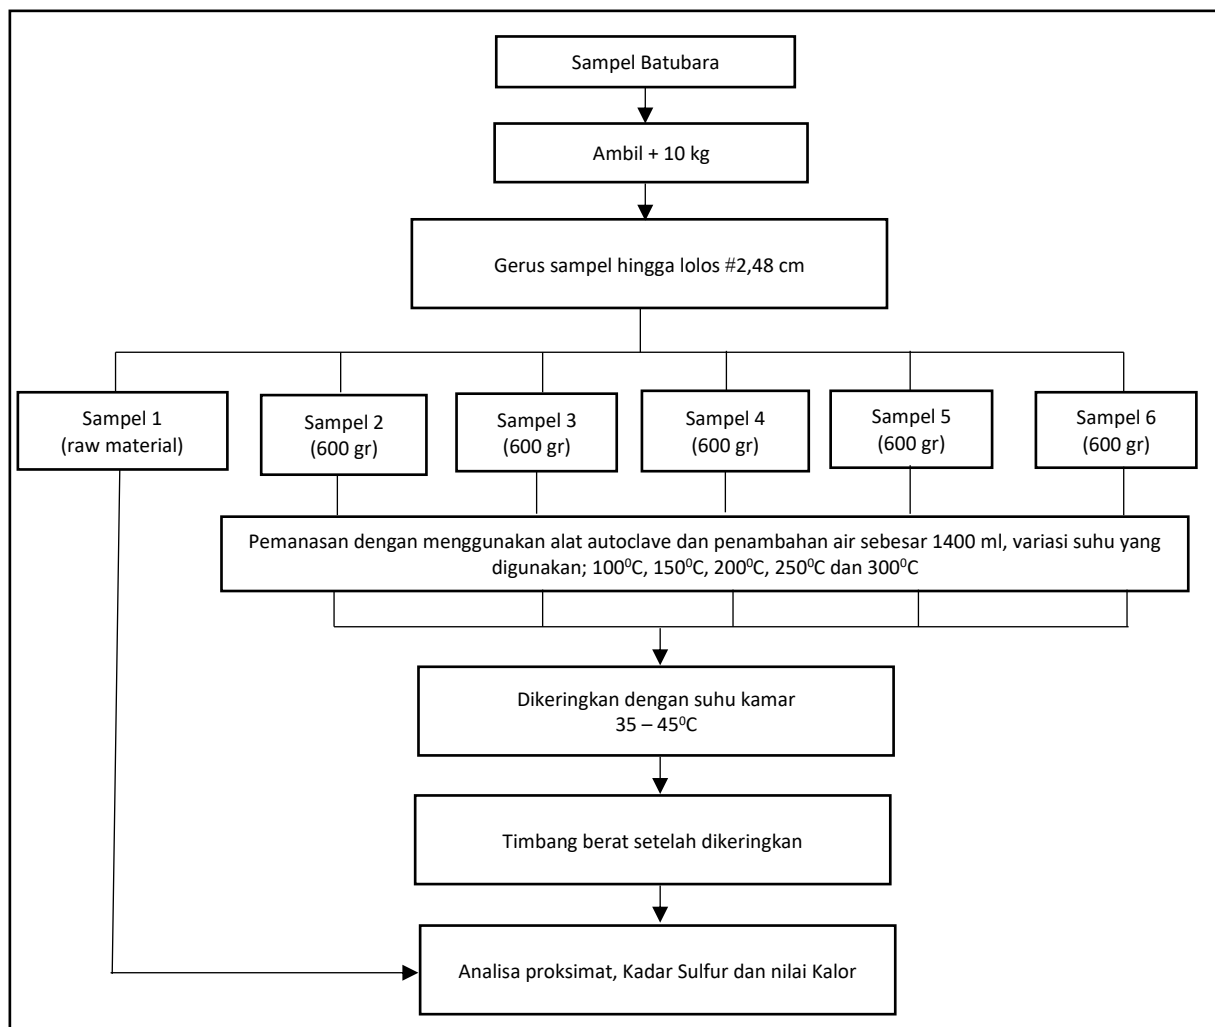 Sampel Batubara
Ambil + 10 kg
Gerus sampel hingga lolos #2,48 cm
Sampel 1
(raw material)
Sampel 2
(600 gr)
Sampel 3
(600 gr)
Sampel 4
(600 gr)
Sampel 5
(600 gr)
Sampel 6
(600 gr)
Pemanasan dengan menggunakan alat autoclave dan penambahan air sebesar 1400 ml, variasi suhu yang
digunakan; 100⁰C, 150⁰C, 200⁰C, 250⁰C dan 300⁰C
Dikeringkan dengan suhu kamar
35 – 45⁰C
Timbang berat setelah dikeringkan
Analisa proksimat, Kadar Sulfur dan nilai Kalor